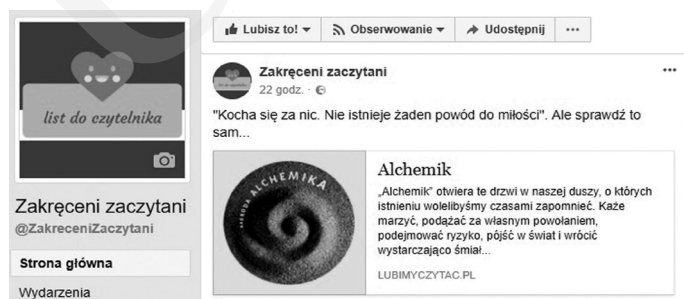 list do czytelnika
Zakręceni zaczytani
@ZakreceniZaczytani
Strona główna
Wydarzenia
Lubisz to!
Obserwowanie
Udostępnij
Zakręceni zaczytani
22 godz. ·
"Kocha się za nic. Nie istnieje żaden powód do miłości". Ale sprawdź to
sam...
ALCHEMIKA
Alchemik
„Alchemik" otwiera te drzwi w naszej duszy, o których
istnieniu wolelibyśmy czasami zapomnieć. Każe
marzyć, podążać za własnym powołaniem,
podejmować ryzyko, pójść w świat i wrócić
wystarczająco śmiał...
LUBIMYCZYTAC.PL